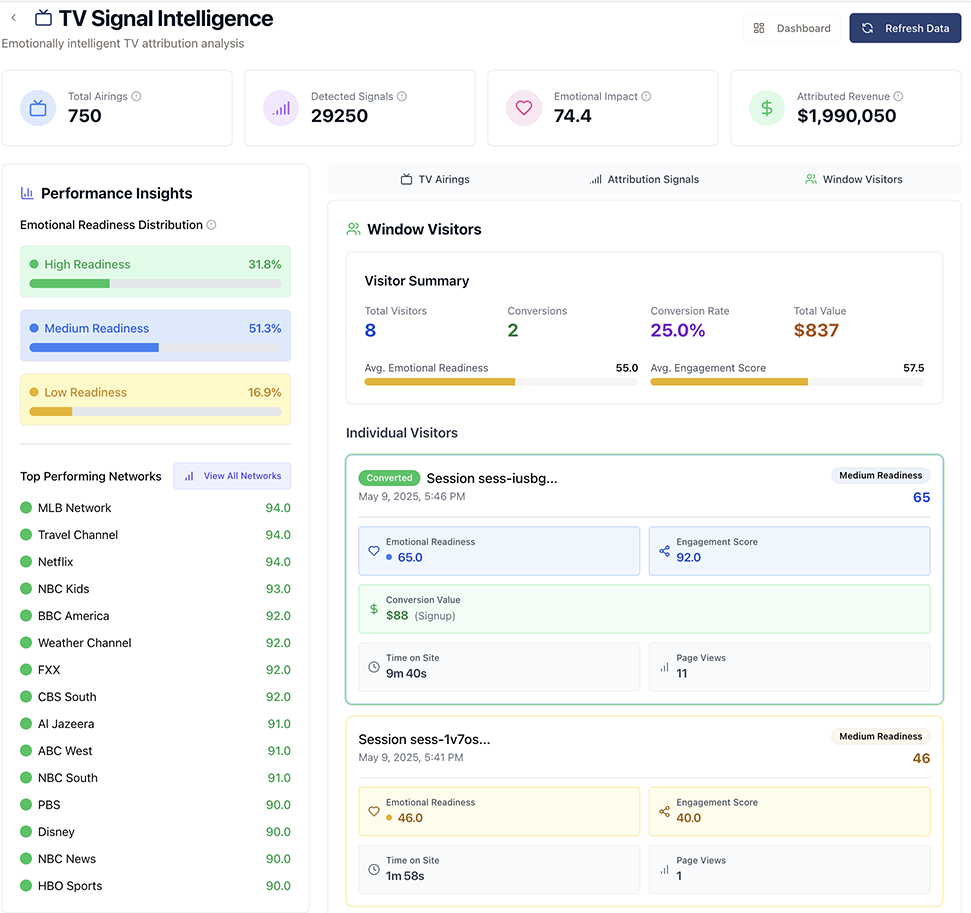 TV Signal Intelligence
Emotionally intelligent TV attribution analysis
Dashboard
Refresh Data
Total Airings
750
Detected Signals
29250
Emotional Impact
74.4
Attributed Revenue
$1,990,050
Performance Insights
Emotional Readiness Distribution
High Readiness 31.8%
Medium Readiness 51.3%
Low Readiness 16.9%
Top Performing Networks
View All Networks
MLB Network 94.0
Travel Channel 94.0
Netflix 94.0
NBC Kids 93.0
BBC America 92.0
Weather Channel 92.0
FXX 92.0
CBS South 92.0
Al Jazeera 91.0
ABC West 91.0
NBC South 91.0
PBS 90.0
Disney 90.0
NBC News 90.0
HBO Sports 90.0
TV Airings
Attribution Signals
Window Visitors
Window Visitors
Visitor Summary
Total Visitors
8
Conversions
2
Conversion Rate
25.0%
Total Value
$837
Avg. Emotional Readiness 55.0
Avg. Engagement Score 57.5
Individual Visitors
Converted Session sess-iusbg...
May 9, 2025, 5:46 PM
Medium Readiness
65
Emotional Readiness
65.0
Engagement Score
92.0
Conversion Value
$88 (Signup)
Time on Site
9m 40s
Page Views
11
Session sess-1v7os...
May 9, 2025, 5:41 PM
Medium Readiness
46
Emotional Readiness
46.0
Engagement Score
40.0
Time on Site
1m 58s
Page Views
1